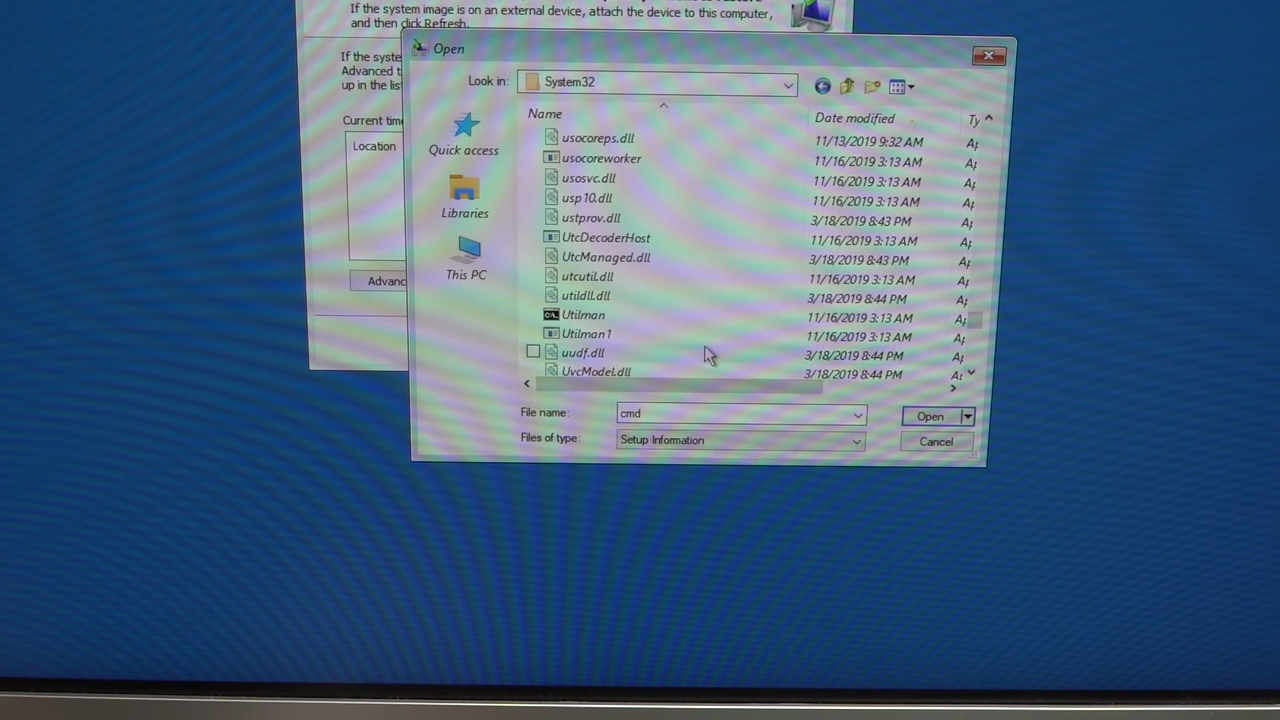 If the system image is on an external device, attach the device to this computer,
and then click Refresh.
Open
If the syste
Advanced t
up in the lis
Look in:
System32
Current time
Location
Advanc
Quick access
Libraries
This PC
Name
Date modified
Ty
usocoreps.dll
11/13/2019 9:32 AM
usocoreworker
11/16/2019 3:13 AM
usosvc.dll
11/16/2019 3:13 AM
usp10.dll
11/16/2019 3:13 AM
ustprov.dll
3/18/2019 8:43 PM
UtcDecoderHost
11/16/2019 3:13 AM
UtcManaged.dll
3/18/2019 8:43 PM
utcutil.dll
11/16/2019 3:13 AM
utildll.dll
3/18/2019 8:44 PM
Utilman
11/16/2019 3:13 AM
Utilman1
11/16/2019 3:13 AM
uudf.dll
3/18/2019 8:44 PM
UvcModel.dll
3/18/2019 8:44 PM
File name:
cmd
Open
Files of type:
Setup Information
Cancel